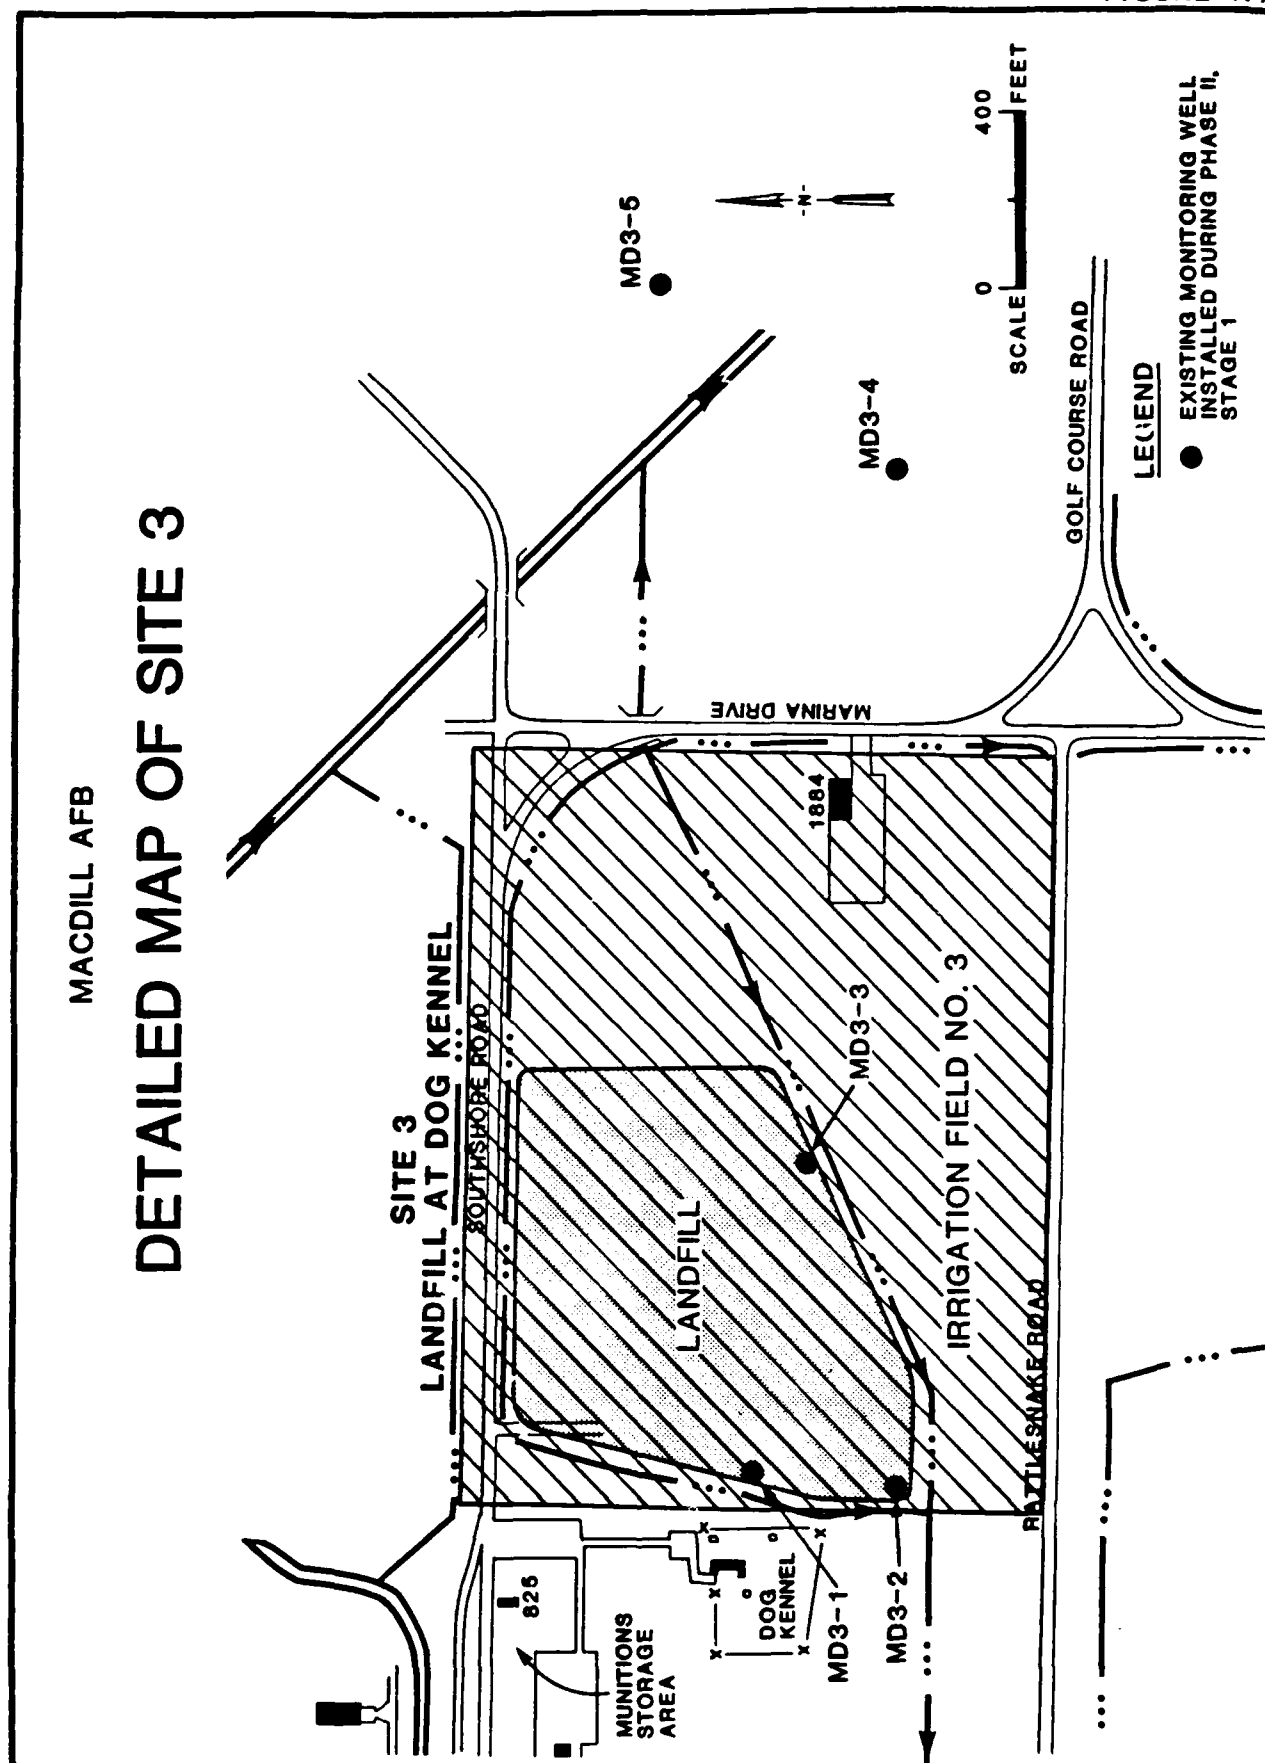 MACDILL AFB
DETAILED MAP OF SITE 3
SITE 3
LANDFILL AT DOG KENNEL
SOUTHSHORE ROAD
MUNITIONS
STORAGE
AREA
825
DOG
KENNEL
MD3-1
MD3-2
LANDFILL
MD3-3
IRRIGATION FIELD NO. 3
RATTLESNAKE ROAD
1884
MARINA DRIVE
MD3-5
MD3-4
-N-
GOLF COURSE ROAD
0 400
SCALE FEET
LEGEND
EXISTING MONITORING WELL
INSTALLED DURING PHASE II,
STAGE 1